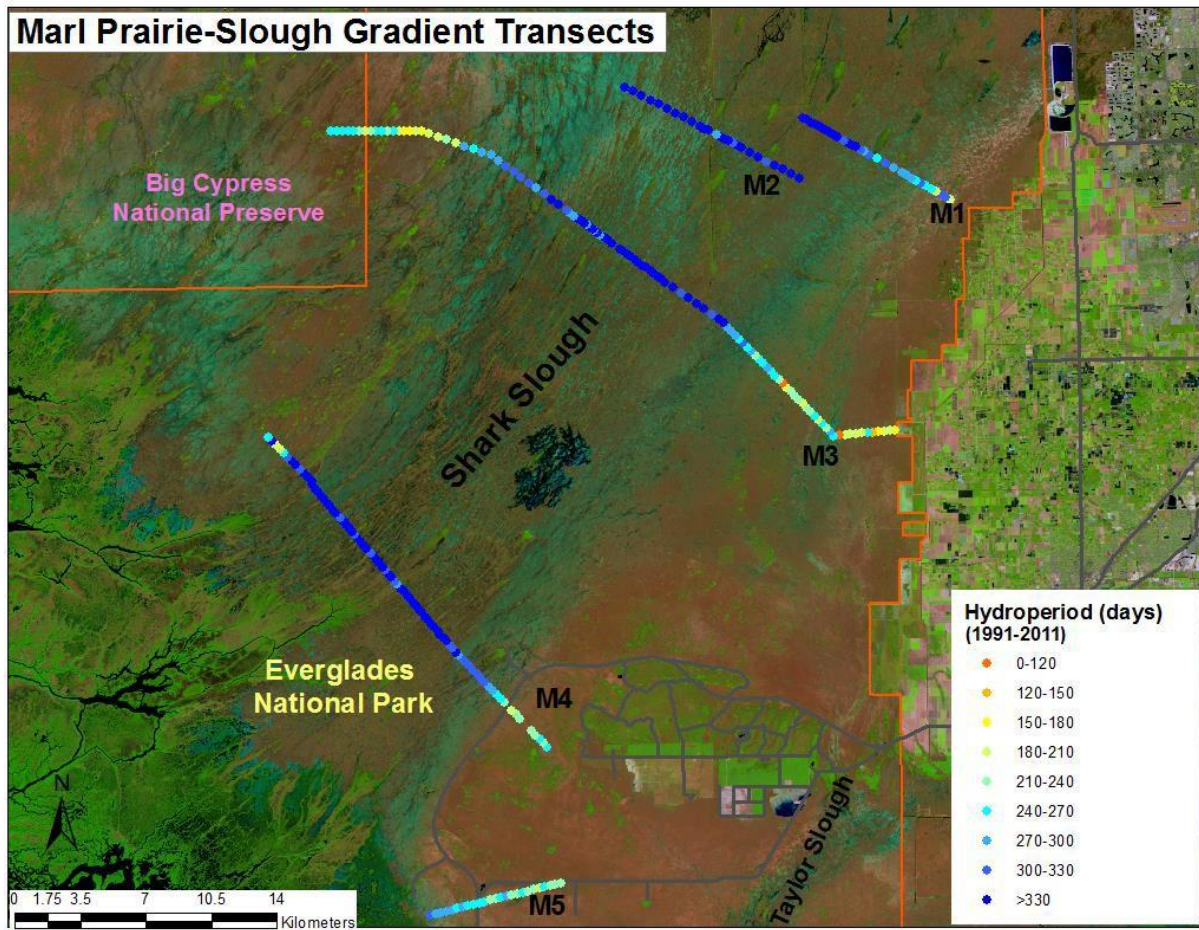 Marl Prairie-Slough Gradient Transects
Big Cypress
National Preserve
M2
M1
Shark Slough
M3
Everglades
National Park
M4
M5
Taylor Slough
N
0 1.75 3.5 7 10.5 14
Kilometers
Hydroperiod (days)
(1991-2011)
0-120
120-150
150-180
180-210
210-240
240-270
270-300
300-330
>330